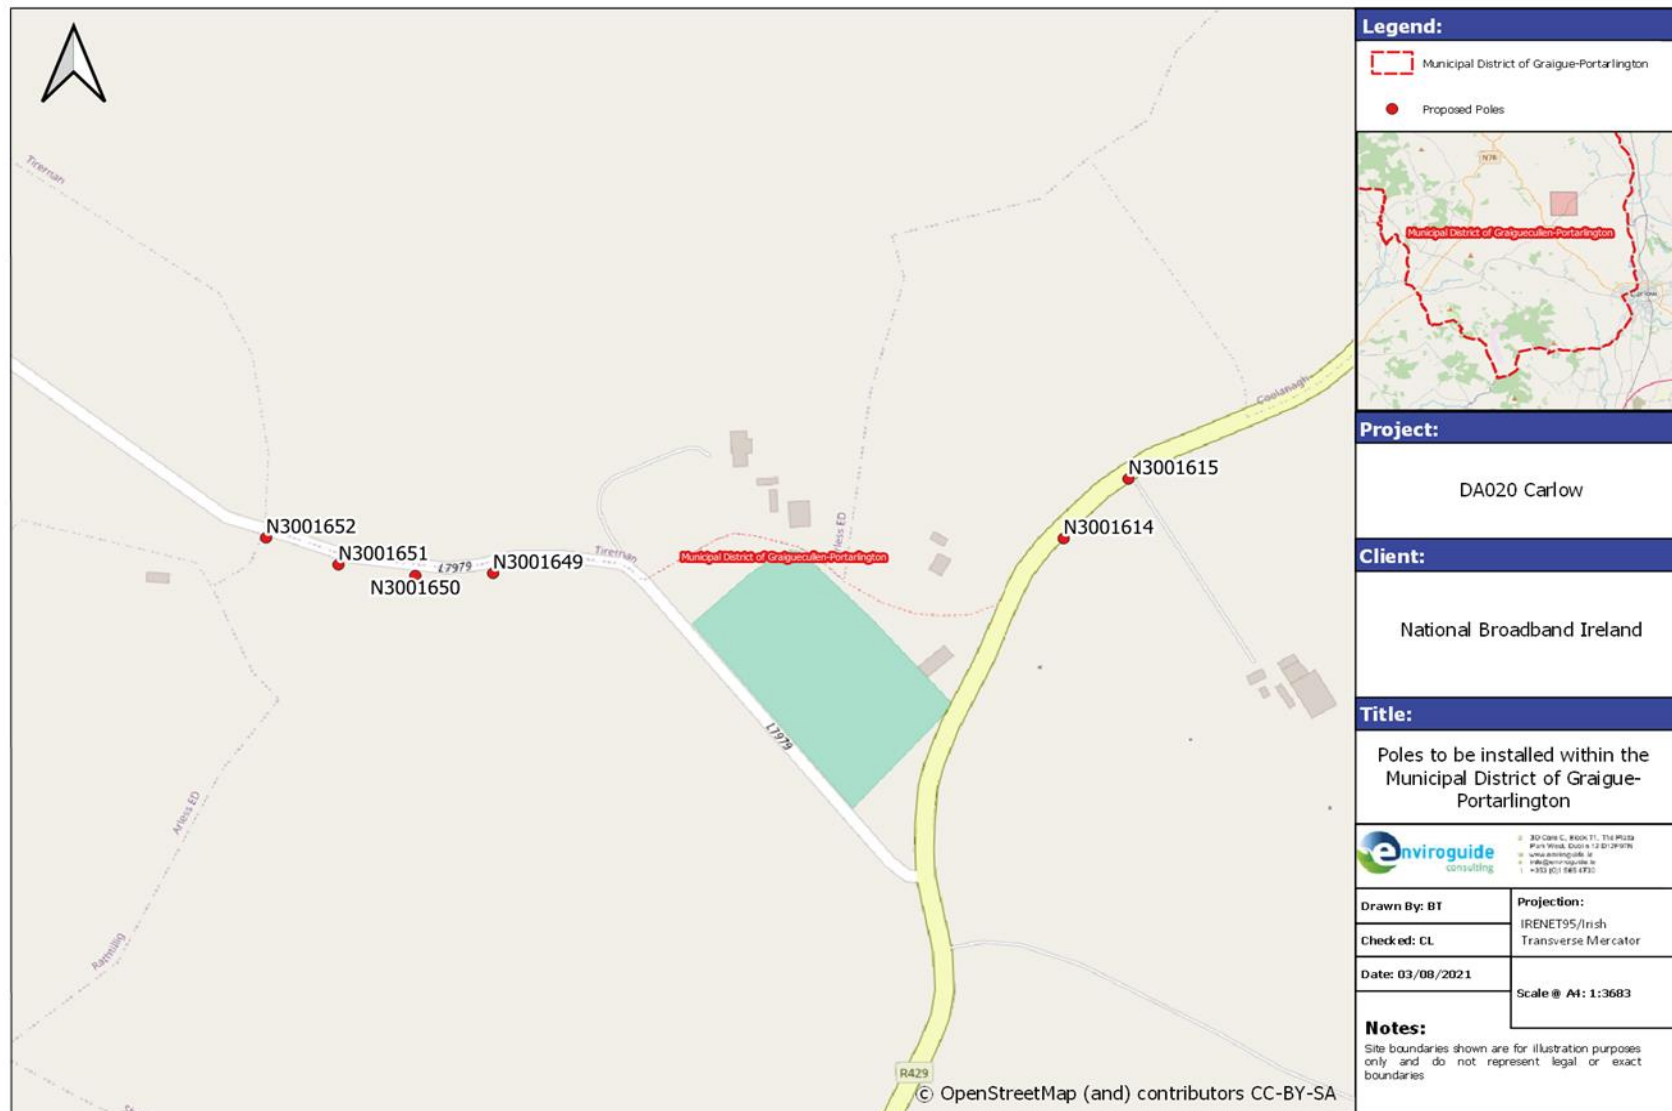 Tirernan
N3001652
N3001651
N3001650
L7979
N3001649
Tirernan
Municipal District of Graiguecullen-Portarlington
N3001615
N3001614
Coolanagh
L7979
Arless ED
R429
© OpenStreetMap (and) contributors CC-BY-SA
Legend:
Municipal District of Graigue-Portarlington
Proposed Poles
N78
Municipal District of Graiguecullen-Portarlington
Carlow
Project:
DA020 Carlow
Client:
National Broadband Ireland
Title:
Poles to be installed within the
Municipal District of Graigue-
Portarlington
enviroguide
consulting
Drawn By: BT
Checked: CL
Date: 03/08/2021
Projection:
IRENET95/Irish
Transverse Mercator
Scale @ A4: 1:3683
Notes:
Site boundaries shown are for illustration purposes
only and do not represent legal or exact
boundaries